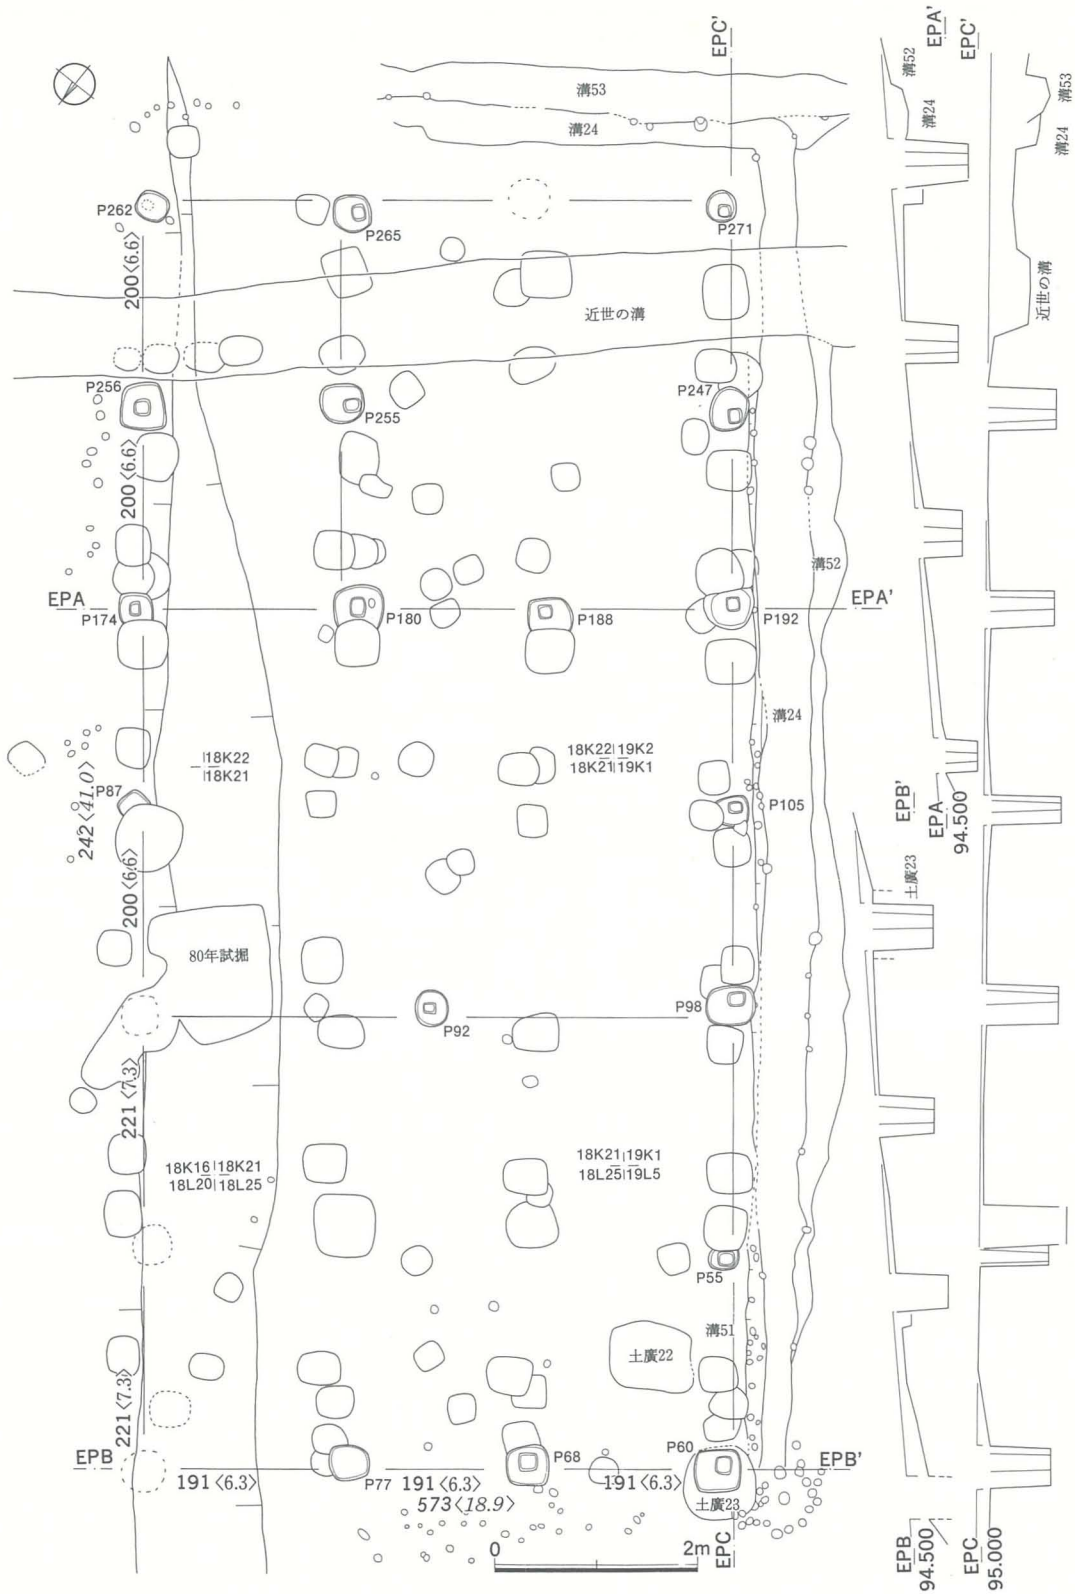 EPC'
EPA'
EPC'
溝52
溝24
溝53
溝24
溝53
溝24
P262
P265
P271
200〈6.6〉
近世の溝
近世の溝
P256
P255
P247
200〈6.6〉
溝52
EPA
P174
P180
P188
P192
EPA'
溝24
18K22
18K21
18K22|19K2
18K21|19K1
P87
242〈41.0〉
P105
EPB'
EPA
94.500
土廣23
200〈6.6〉
80年試掘
P92
P98
221〈7.3〉
18K16|18K21
18L20|18L25
18K21|19K1
18L25|19L5
P55
溝51
土廣22
221〈7.3〉
EPB
191〈6.3〉
P77
191〈6.3〉
P68
191〈6.3〉
P60
EPB'
573〈18.9〉
土廣23
0
2m
EPC
EPB
94.500
EPC
95.000